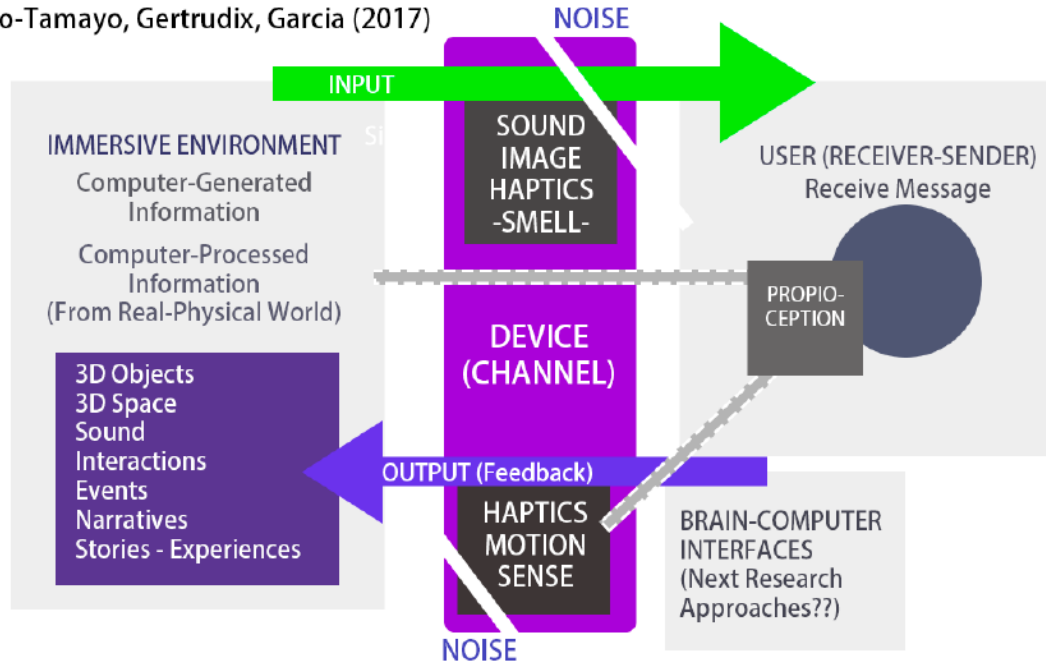 o-Tamayo, Gertrudix, Garcia (2017)
NOISE
INPUT
Si
IMMERSIVE ENVIRONMENT
Computer-Generated
Information
Computer-Processed
Information
(From Real-Physical World)
3D Objects
3D Space
Sound
Interactions
Events
Narratives
Stories - Experiences
SOUND
IMAGE
HAPTICS
-SMELL-
DEVICE
(CHANNEL)
OUTPUT (Feedback)
HAPTICS
MOTION
SENSE
NOISE
USER (RECEIVER-SENDER)
Receive Message
PROPIO-
CEPTION
BRAIN-COMPUTER
INTERFACES
(Next Research
Approaches??)